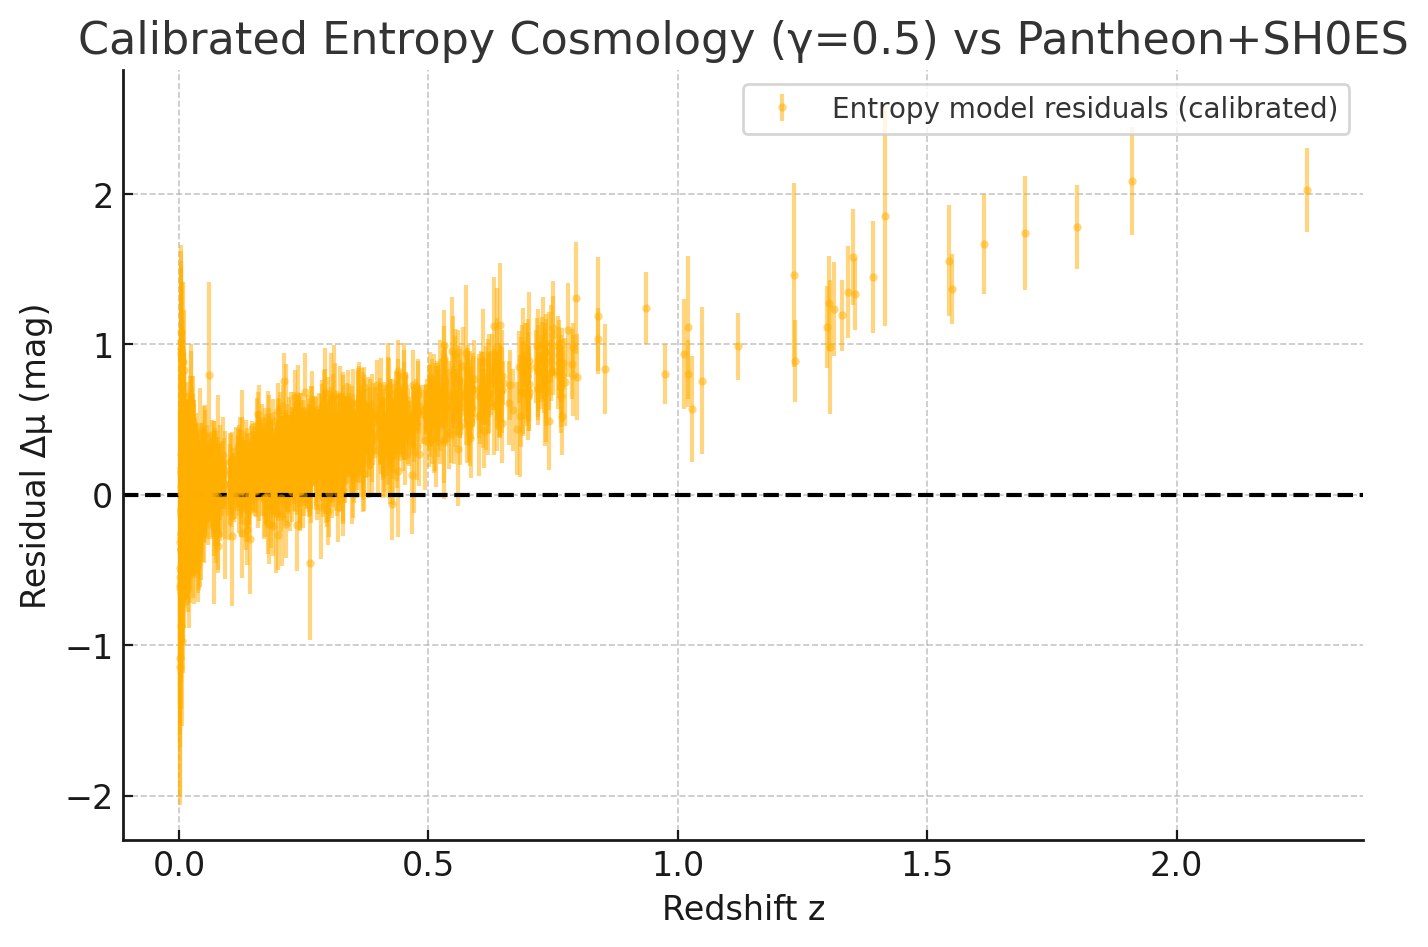 Calibrated Entropy Cosmology (γ=0.5) vs Pantheon+SH0ES
Entropy model residuals (calibrated)
Residual Δμ (mag)
2
1
0
−1
−2
0.0 0.5 1.0 1.5 2.0
Redshift z